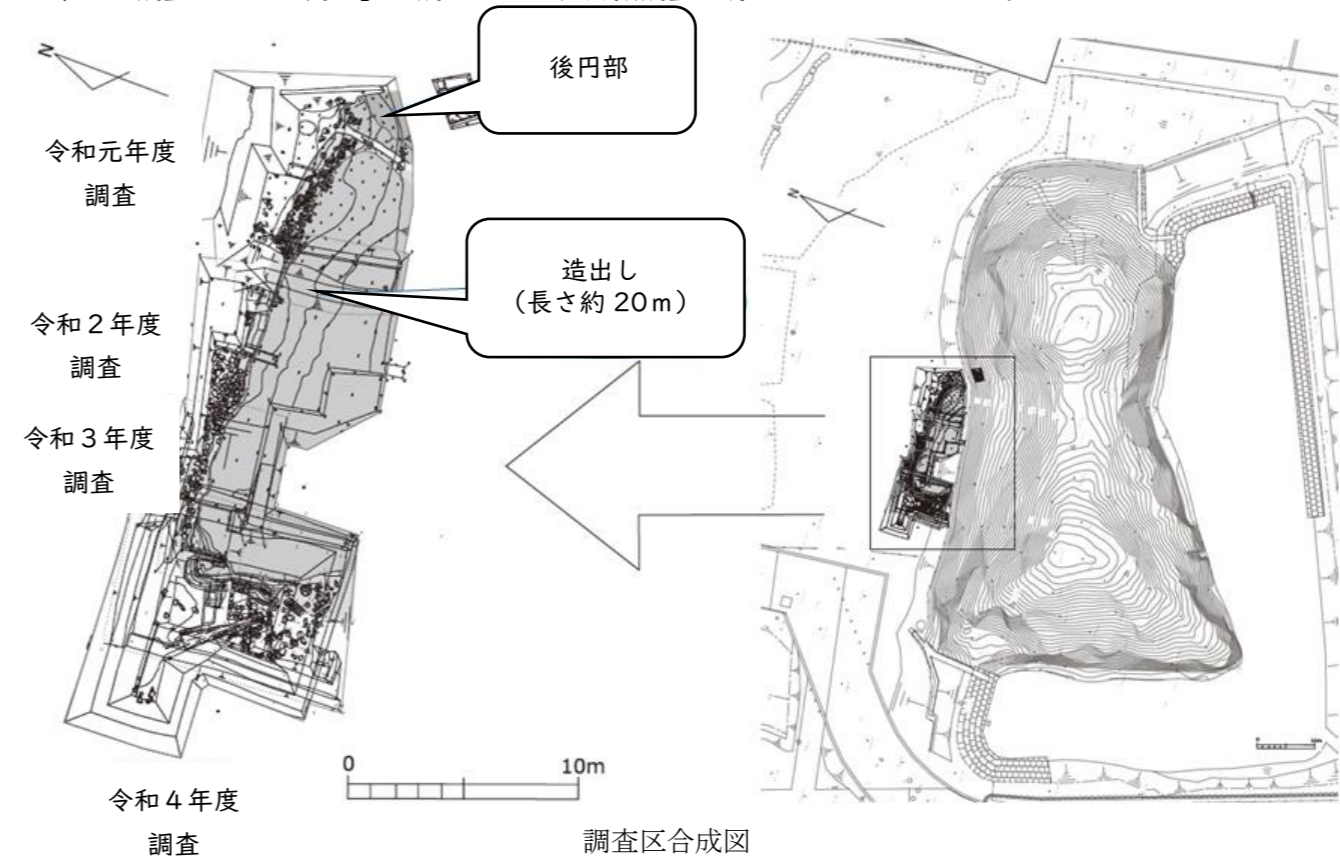 後円部
N
令和元年度
調査
造出し
（長さ約 20ｍ）
N
令和２年度
調査
令和３年度
調査
0
10m
令和４年度
調査
調査区合成図